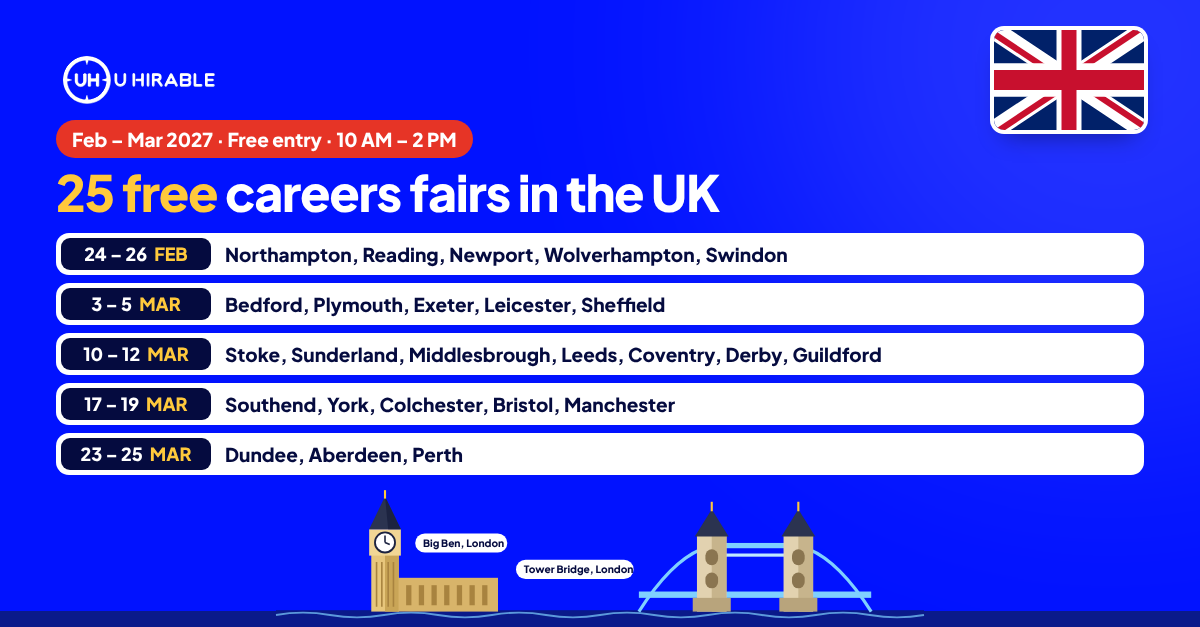 UH U HIRABLE
Feb – Mar 2027 · Free entry · 10 AM – 2 PM
25 free careers fairs in the UK
24 – 26 FEB Northampton, Reading, Newport, Wolverhampton, Swindon
3 – 5 MAR Bedford, Plymouth, Exeter, Leicester, Sheffield
10 – 12 MAR Stoke, Sunderland, Middlesbrough, Leeds, Coventry, Derby, Guildford
17 – 19 MAR Southend, York, Colchester, Bristol, Manchester
23 – 25 MAR Dundee, Aberdeen, Perth
Big Ben, London
Tower Bridge, London